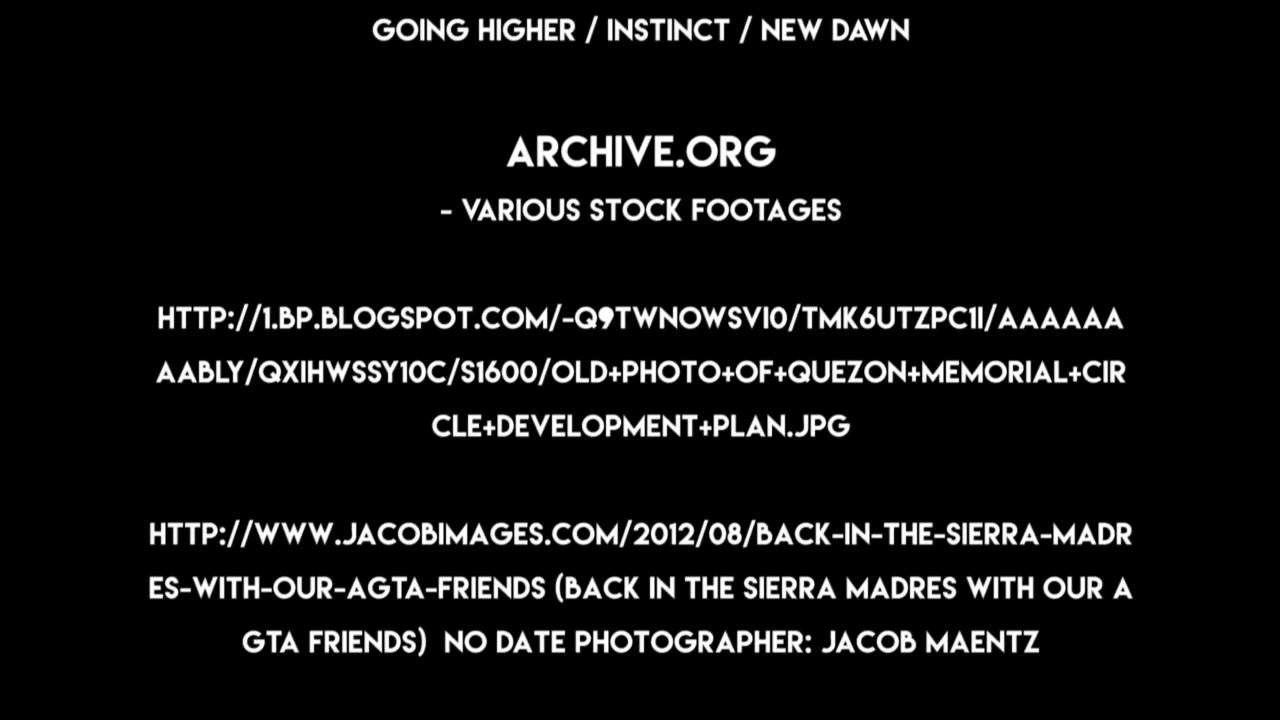 GOING HIGHER / INSTINCT / NEW DAWN
ARCHIVE.ORG
- VARIOUS STOCK FOOTAGES
HTTP://1.BP.BLOGSPOT.COM/-Q9TWNOWSVI0/TMK6UTZPC1I/AAAAAA
AABLY/QXIHWSSY10C/S1600/OLD+PHOTO+OF+QUEZON+MEMORIAL+CIR
CLE+DEVELOPMENT+PLAN.JPG
HTTP://WWW.JACOBIMAGES.COM/2012/08/BACK-IN-THE-SIERRA-MADR
ES-WITH-OUR-AGTA-FRIENDS (BACK IN THE SIERRA MADRES WITH OUR A
GTA FRIENDS)  NO DATE PHOTOGRAPHER: JACOB MAENTZ